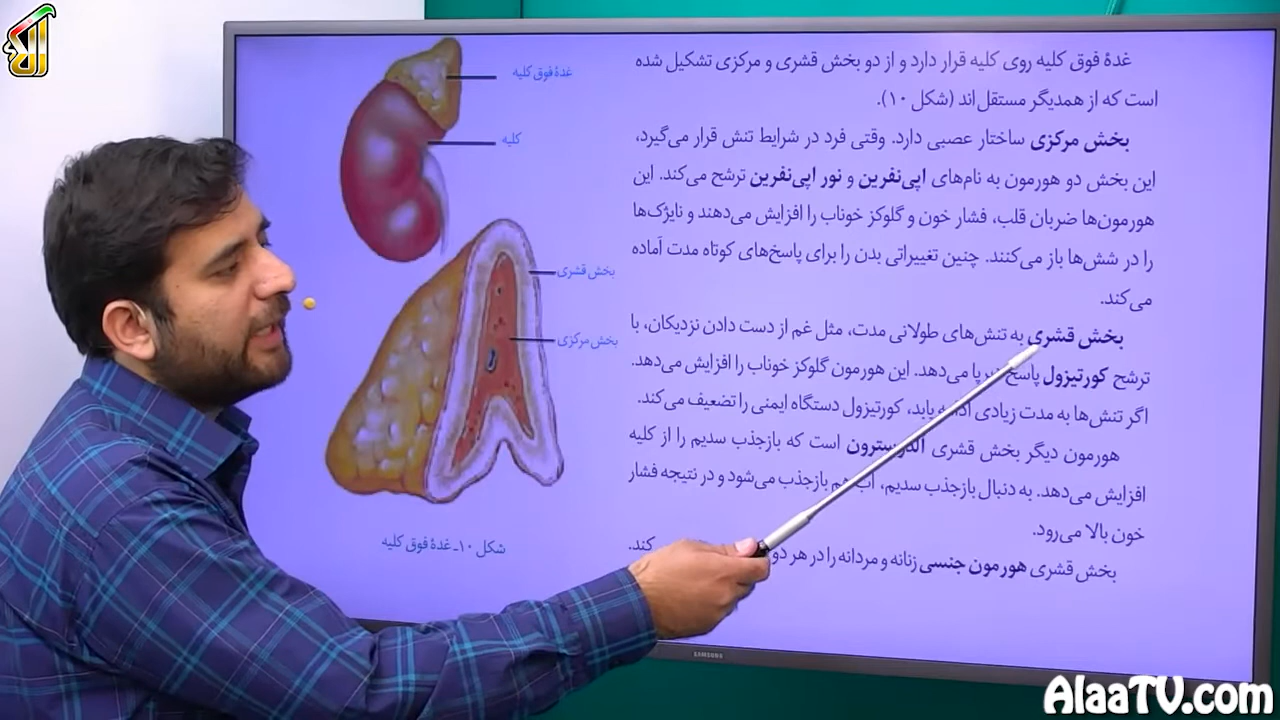 غدهٔ فوق کلیه روی کلیه قرار دارد و از دو بخش قشری و مرکزی تشکیل شده
است که از همدیگر مستقل‌اند (شکل ۱۰).
بخش مرکزی ساختار عصبی دارد. وقتی فرد در شرایط تنش قرار می‌گیرد،
این بخش دو هورمون به نام‌های اپی‌نفرین و نور اپی‌نفرین ترشح می‌کند. این
هورمون‌ها ضربان قلب، فشار خون و گلوکز خوناب را افزایش می‌دهند و نایژک‌ها
را در شش‌ها باز می‌کنند. چنین تغییراتی بدن را برای پاسخ‌های کوتاه مدت آماده
می‌کند.
بخش قشری به تنش‌های طولانی مدت، مثل غم از دست دادن نزدیکان، با
ترشح کورتیزول پاسخ دیرپا می‌دهد. این هورمون گلوکز خوناب را افزایش می‌دهد.
اگر تنش‌ها به مدت زیادی ادامه یابد، کورتیزول دستگاه ایمنی را تضعیف می‌کند.
هورمون دیگر بخش قشری آلدوسترون است که بازجذب سدیم را از کلیه
افزایش می‌دهد. به دنبال بازجذب سدیم، آب هم بازجذب می‌شود و در نتیجه فشار
خون بالا می‌رود.
بخش قشری هورمون جنسی زنانه و مردانه را در هر دو کند.
غدهٔ فوق کلیه
کلیه
بخش قشری
بخش مرکزی
شکل ۱۰ـ غدهٔ فوق کلیه
SAMSUNG
آلاء
AlaaTV.com